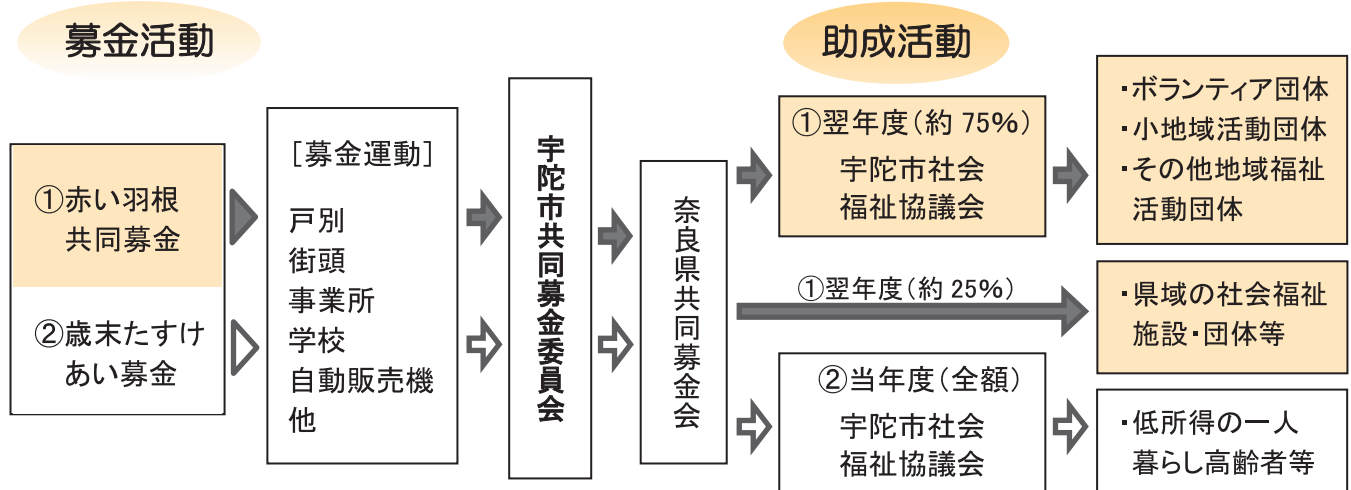 募金活動
助成活動
①赤い羽根
共同募金
②歳末たすけ
あい募金
［募金運動］
戸別
街頭
事業所
学校
自動販売機
他
宇陀市共同募金委員会
奈良県共同募金会
①翌年度（約 75%）
宇陀市社会
福祉協議会
・ボランティア団体
・小地域活動団体
・その他地域福祉
活動団体
①翌年度（約 25%）
・県域の社会福祉
施設・団体等
②当年度（全額）
宇陀市社会
福祉協議会
・低所得の一人
暮らし高齢者等